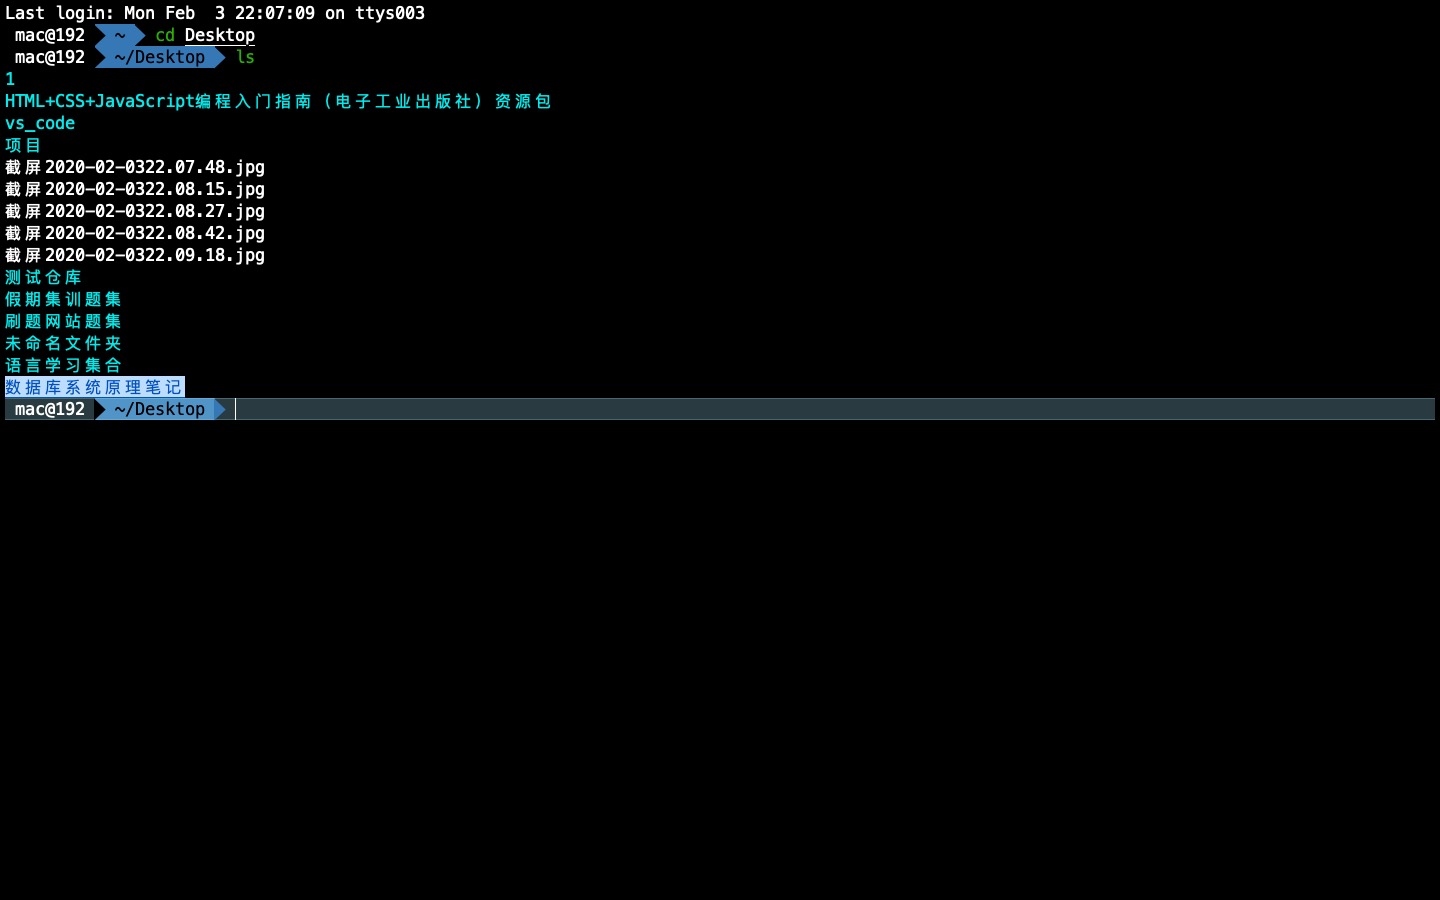 Last login: Mon Feb  3 22:07:09 on ttys003
mac@192 ~ cd Desktop
mac@192 ~/Desktop ls
1
HTML+CSS+JavaScript编程入门指南（电子工业出版社）资源包
vs_code
项目
截屏2020-02-0322.07.48.jpg
截屏2020-02-0322.08.15.jpg
截屏2020-02-0322.08.27.jpg
截屏2020-02-0322.08.42.jpg
截屏2020-02-0322.09.18.jpg
测试仓库
假期集训题集
刷题网站题集
未命名文件夹
语言学习集合
数据库系统原理笔记
mac@192 ~/Desktop